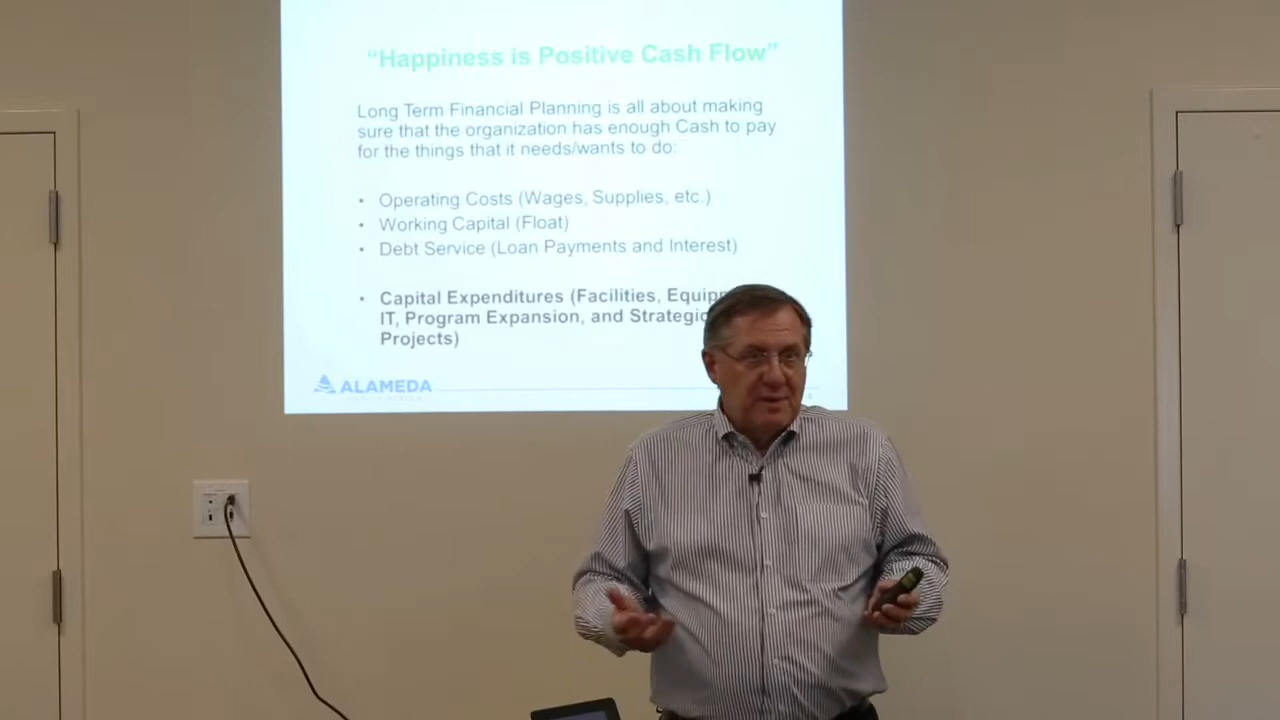 “Happiness is Positive Cash Flow”
Long Term Financial Planning is all about making
sure that the organization has enough Cash to pay
for the things that it needs/wants to do:
• Operating Costs (Wages, Supplies, etc.)
• Working Capital (Float)
• Debt Service (Loan Payments and Interest)
• Capital Expenditures (Facilities,
IT, Program Expansion, and Strategic
Projects)
ALAMEDA